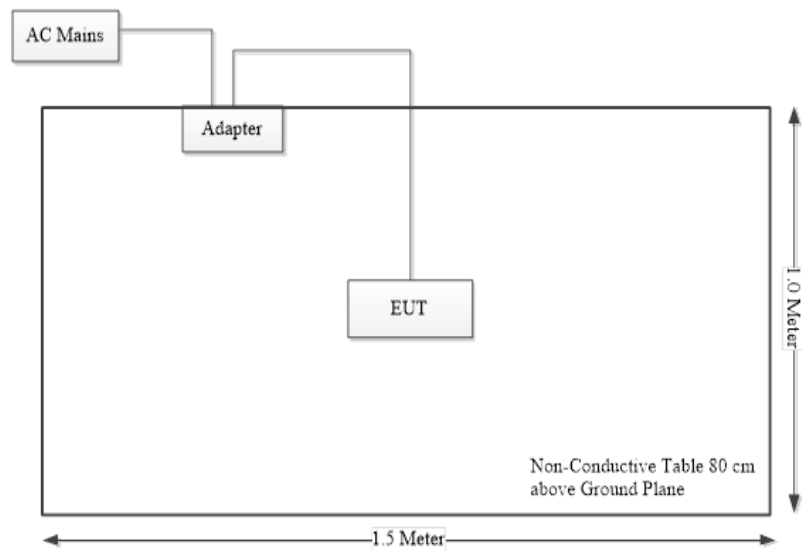 AC Mains
Adapter
EUT
1.0 Meter
Non-Conductive Table 80 cm
above Ground Plane
1.5 Meter